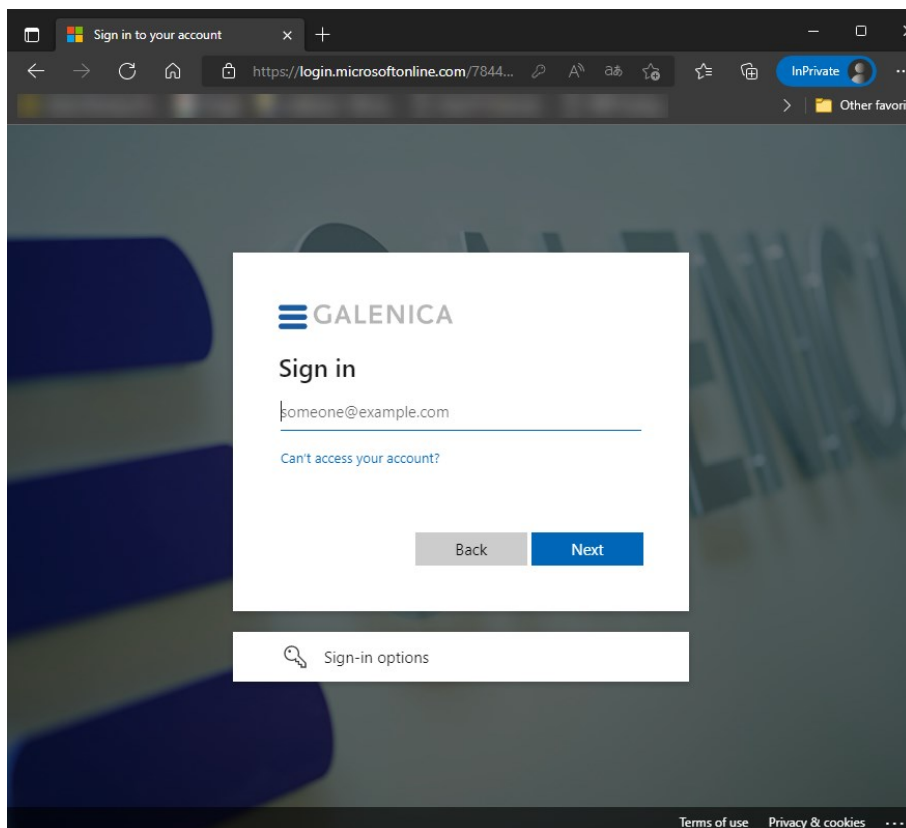 Sign in to your account
https://login.microsoftonline.com/7844...
InPrivate
Other favori
GALENICA
Sign in
someone@example.com
Can't access your account?
Back
Next
Sign-in options
Terms of use
Privacy & cookies
...